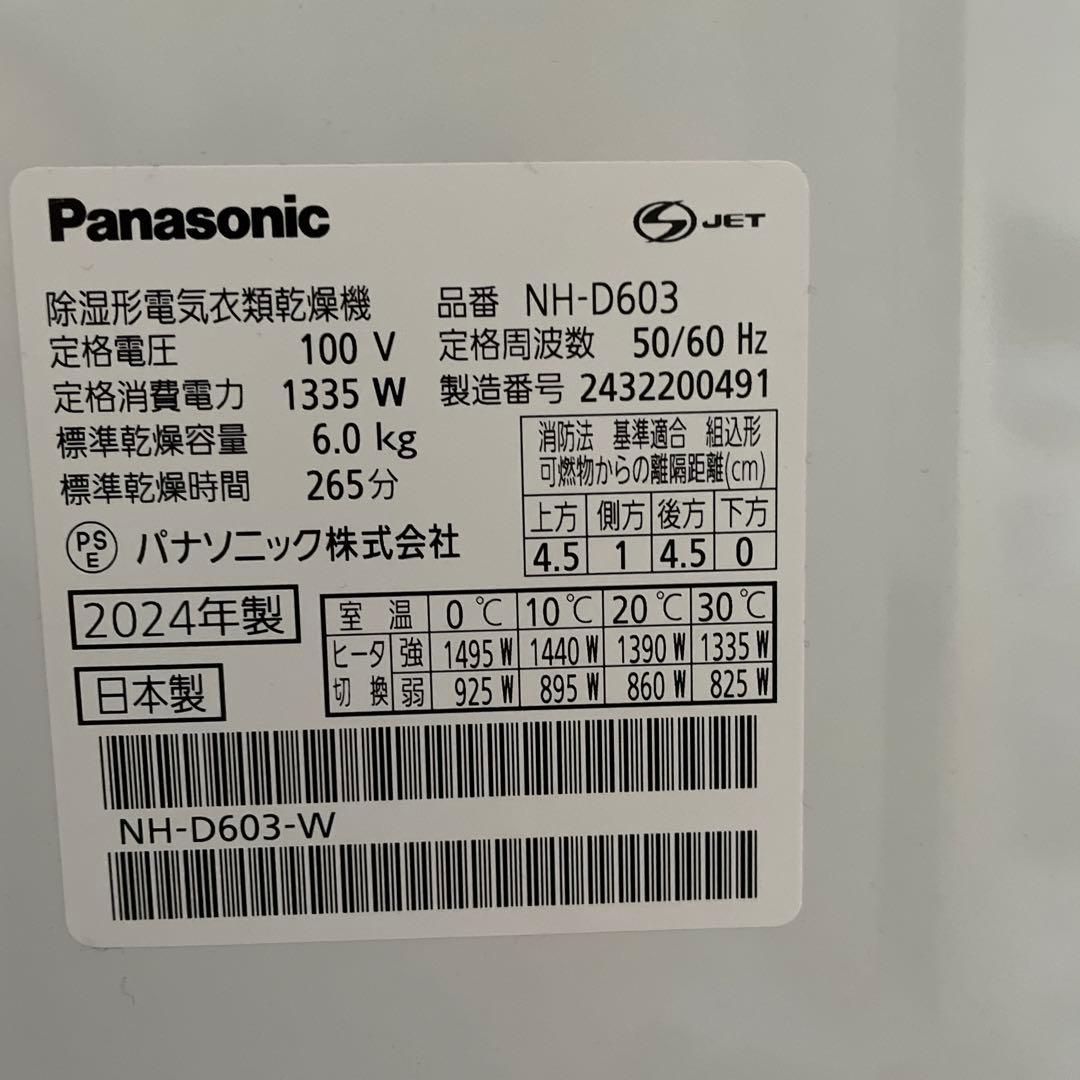 Panasonic
S JET
除湿形電気衣類乾燥機 品番 NH-D603
定格電圧 100 V 定格周波数 50/60 Hz
定格消費電力 1335 W 製造番号 2432200491
標準乾燥容量 6.0 kg
標準乾燥時間 265分
消防法 基準適合 組込形
可燃物からの離隔距離(cm)
上方 側方 後方 下方
4.5 1 4.5 0
PS E パナソニック株式会社
2024年製
日本製
室温 0℃ 10℃ 20℃ 30℃
ヒータ切換 強 1495 W 1440 W 1390 W 1335 W
弱 925 W 895 W 860 W 825 W
NH-D603-W